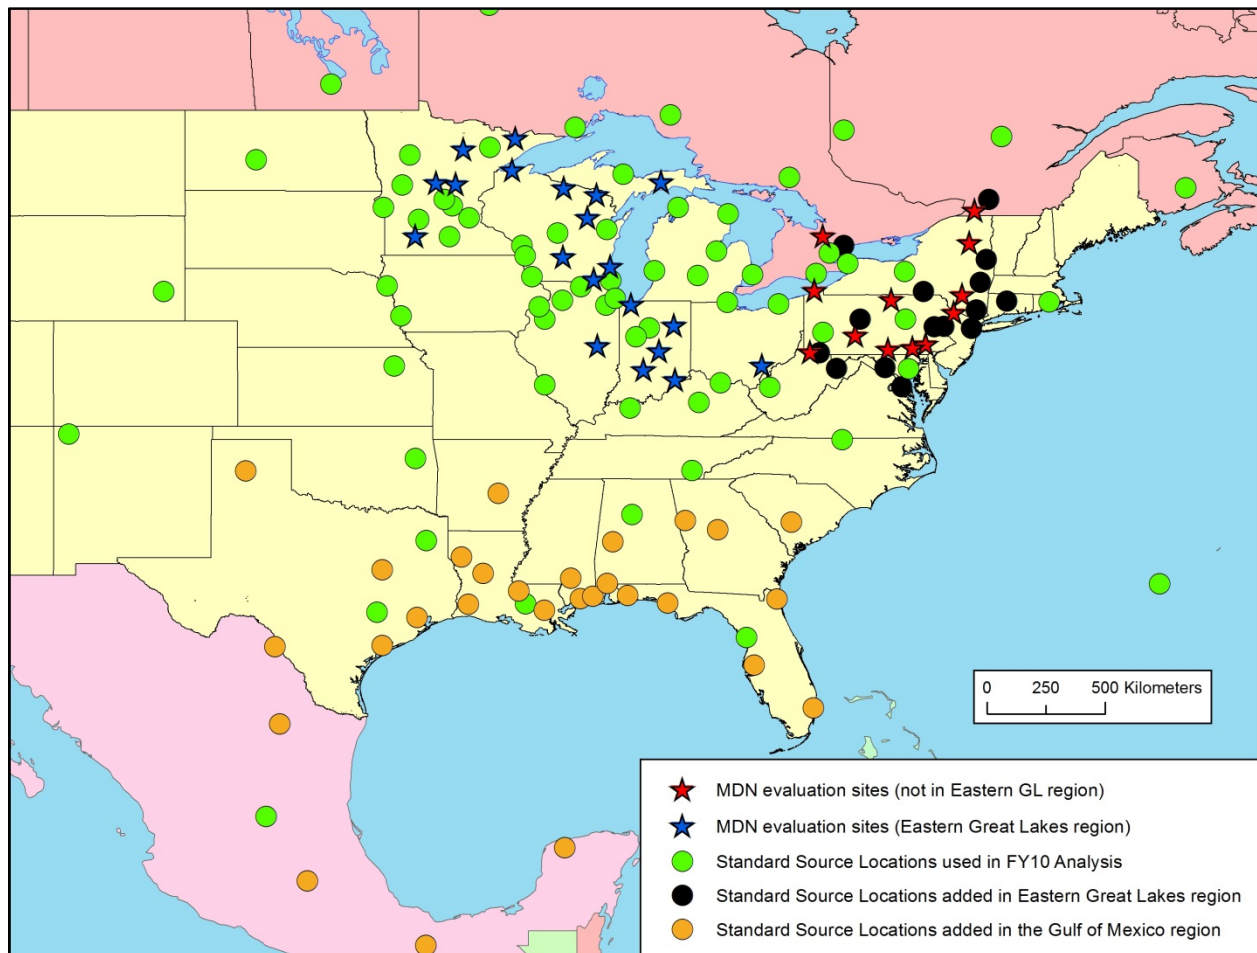 0 250 500 Kilometers
MDN evaluation sites (not in Eastern GL region)
MDN evaluation sites (Eastern Great Lakes region)
Standard Source Locations used in FY10 Analysis
Standard Source Locations added in Eastern Great Lakes region
Standard Source Locations added in the Gulf of Mexico region